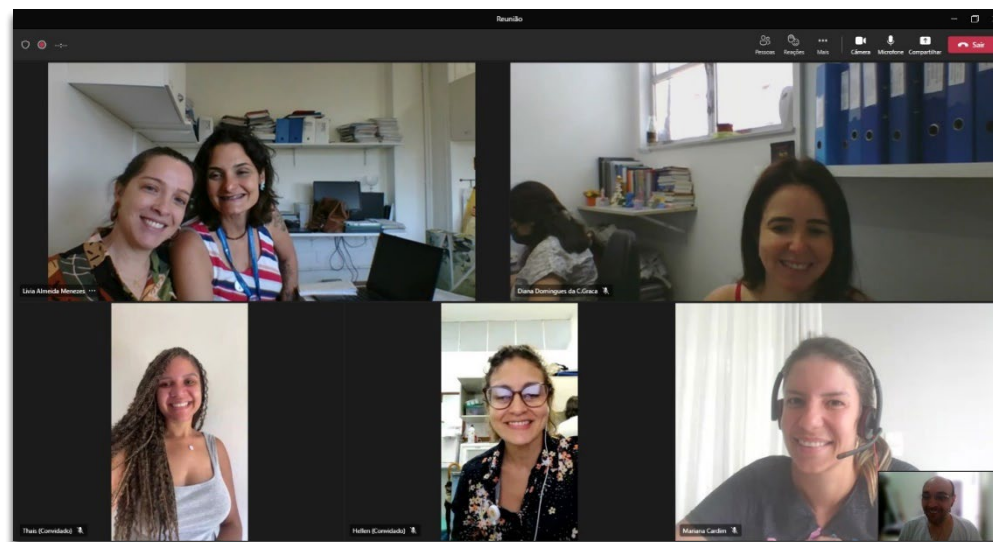 Reunião
Pessoas
Reações
Mais
Câmera
Microfone
Compartilhar
Sair
Livia Almeida Menezes
Diana Domingues da C.Graca
Thais (Convidado)
Hellen (Convidado)
Mariana Cardim